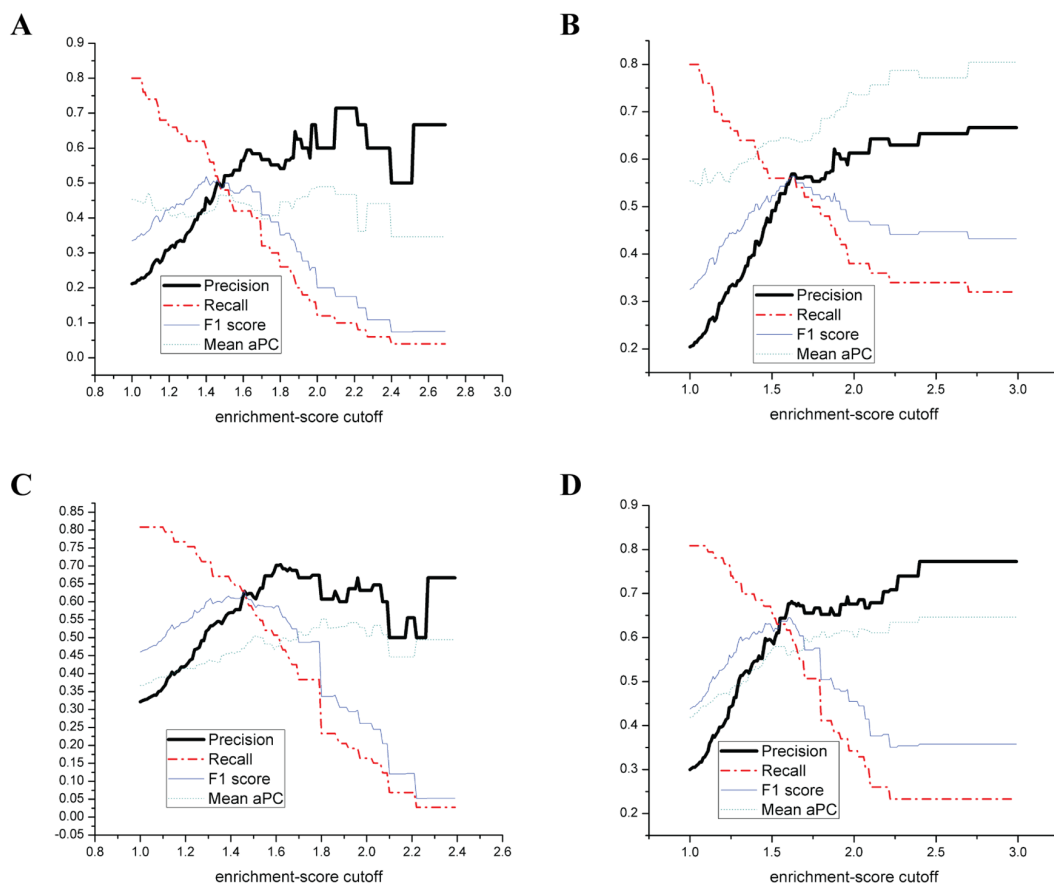 A
0.9
0.8
0.7
0.6
0.5
0.4
0.3
0.2
0.1
0.0
Precision
Recall
F1 score
Mean aPC
0.8 1.0 1.2 1.4 1.6 1.8 2.0 2.2 2.4 2.6 2.8 3.0
enrichment-score cutoff
B
0.8
0.7
0.6
0.5
0.4
0.3
0.2
Precision
Recall
F1 score
Mean aPC
1.0 1.5 2.0 2.5 3.0
enrichment-score cutoff
C
0.85
0.80
0.75
0.70
0.65
0.60
0.55
0.50
0.45
0.40
0.35
0.30
0.25
0.20
0.15
0.10
0.05
0.00
-0.05
Precision
Recall
F1 score
Mean aPC
0.8 1.0 1.2 1.4 1.6 1.8 2.0 2.2 2.4 2.6
enrichment-score cutoff
D
0.9
0.8
0.7
0.6
0.5
0.4
0.3
0.2
Precision
Recall
F1 score
Mean aPC
1.0 1.5 2.0 2.5 3.0
enrichment-score cutoff